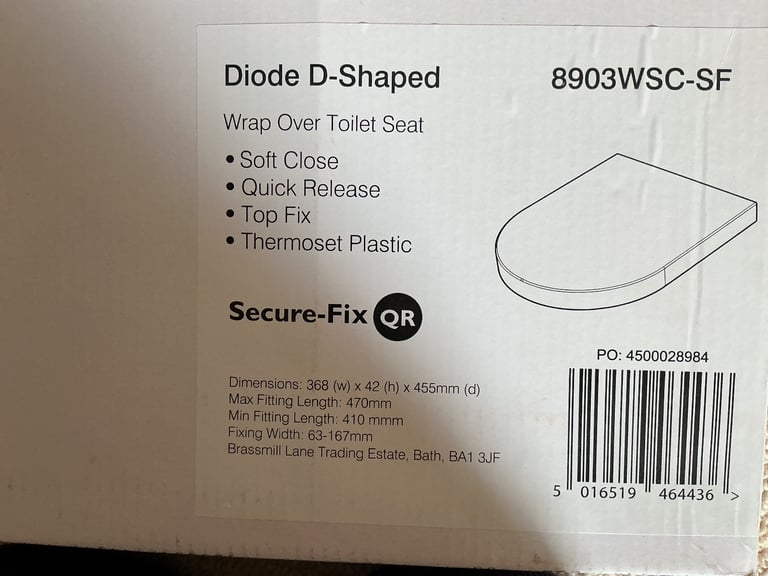 Diode D-Shaped
8903WSC-SF
Wrap Over Toilet Seat
• Soft Close
• Quick Release
• Top Fix
• Thermoset Plastic
Secure-Fix QR
PO: 4500028984
Dimensions: 368 (w) x 42 (h) x 455mm (d)
Max Fitting Length: 470mm
Min Fitting Length: 410 mmm
Fixing Width: 63-167mm
Brassmill Lane Trading Estate, Bath, BA1 3JF
5 016519 464436 >